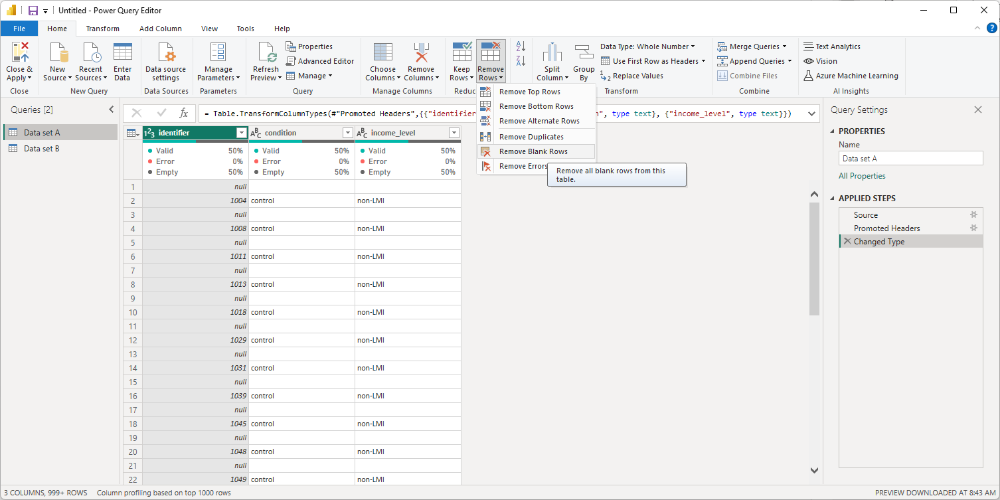 Untitled - Power Query Editor
File Home Transform Add Column View Tools Help
Close & Apply
New Source
Recent Sources
Enter Data
Data source settings
Manage Parameters
Refresh Preview
Properties
Advanced Editor
Manage
Choose Columns
Remove Columns
Keep Rows
Remove Rows
Split Column
Group By
Data Type: Whole Number
Use First Row as Headers
Replace Values
Merge Queries
Append Queries
Combine Files
Text Analytics
Vision
Azure Machine Learning
Close New Query Data Sources Parameters Query Manage Columns Reduc Transform Combine AI Insights
Remove Top Rows
Remove Bottom Rows
Remove Alternate Rows
Remove Duplicates
Remove Blank Rows
Remove Errors
Remove all blank rows from this
table.
Queries [2]
Data set A
Data set B
fx
= Table.TransformColumnTypes(#"Promoted Headers",{{"identifier
", type text}, {"income_level", type text}})
123 identifier ABC condition ABC income_level
Valid 50% Valid 50% Valid 50%
Error 0% Error 0% Error 0%
Empty 50% Empty 50% Empty 50%
1 null
2 1004 control non-LMI
3 null
4 1008 control non-LMI
5 null
6 1011 control non-LMI
7 null
8 1013 control non-LMI
9 null
10 1018 control non-LMI
11 null
12 1029 control non-LMI
13 null
14 1031 control non-LMI
15 null
16 1039 control non-LMI
17 null
18 1045 control non-LMI
19 null
20 1048 control non-LMI
21 null
22 1049 control non-LMI
Query Settings
PROPERTIES
Name
Data set A
All Properties
APPLIED STEPS
Source
Promoted Headers
Changed Type
3 COLUMNS, 999+ ROWS Column profiling based on top 1000 rows
PREVIEW DOWNLOADED AT 8:43 AM